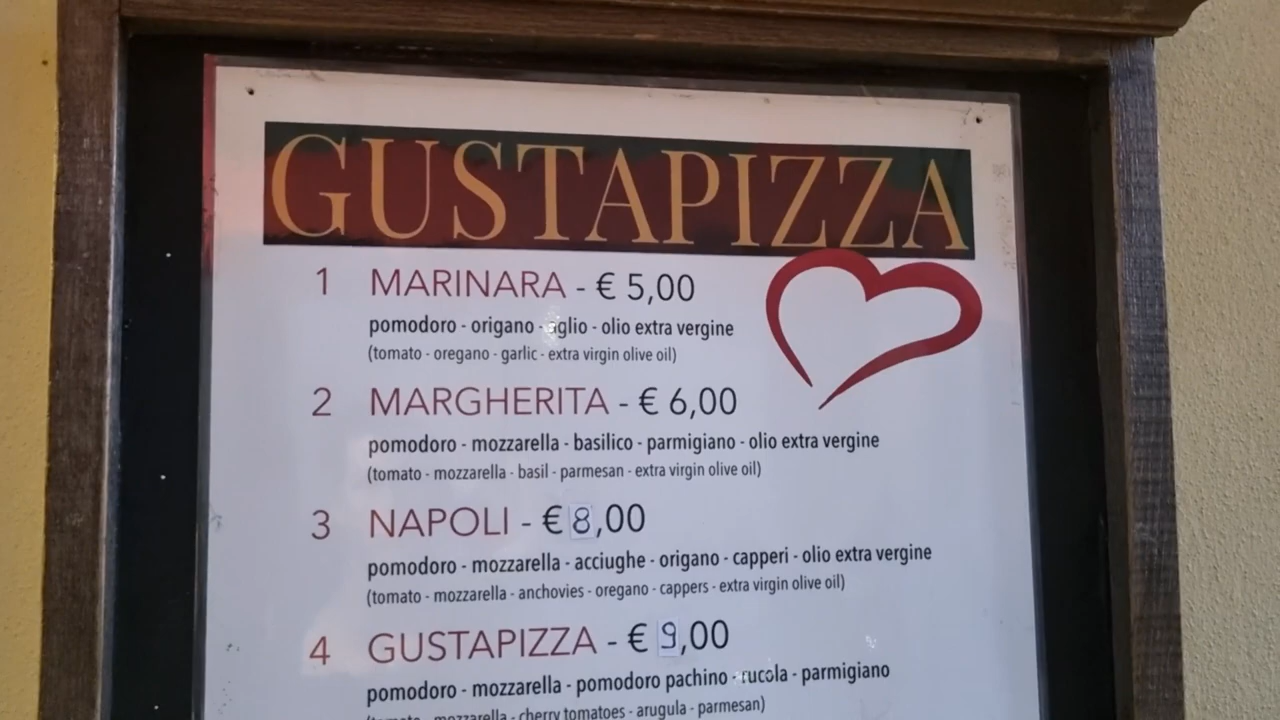 GUSTAPIZZA
1 MARINARA - € 5,00
pomodoro - origano - aglio - olio extra vergine
(tomato - oregano - garlic - extra virgin olive oil)
2 MARGHERITA - € 6,00
pomodoro - mozzarella - basilico - parmigiano - olio extra vergine
(tomato - mozzarella - basil - parmesan - extra virgin olive oil)
3 NAPOLI - € 8,00
pomodoro - mozzarella - acciughe - origano - capperi - olio extra vergine
(tomato - mozzarella - anchovies - oregano - cappers - extra virgin olive oil)
4 GUSTAPIZZA - € 9,00
pomodoro - mozzarella - pomodoro pachino - rucola - parmigiano
(tomato - mozzarella - cherry tomatoes - arugula - parmesan)